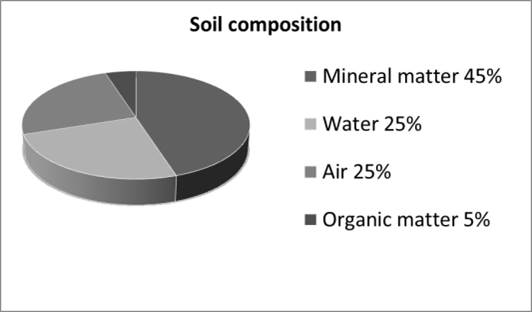 Soil composition
Mineral matter 45%
Water 25%
Air 25%
Organic matter 5%